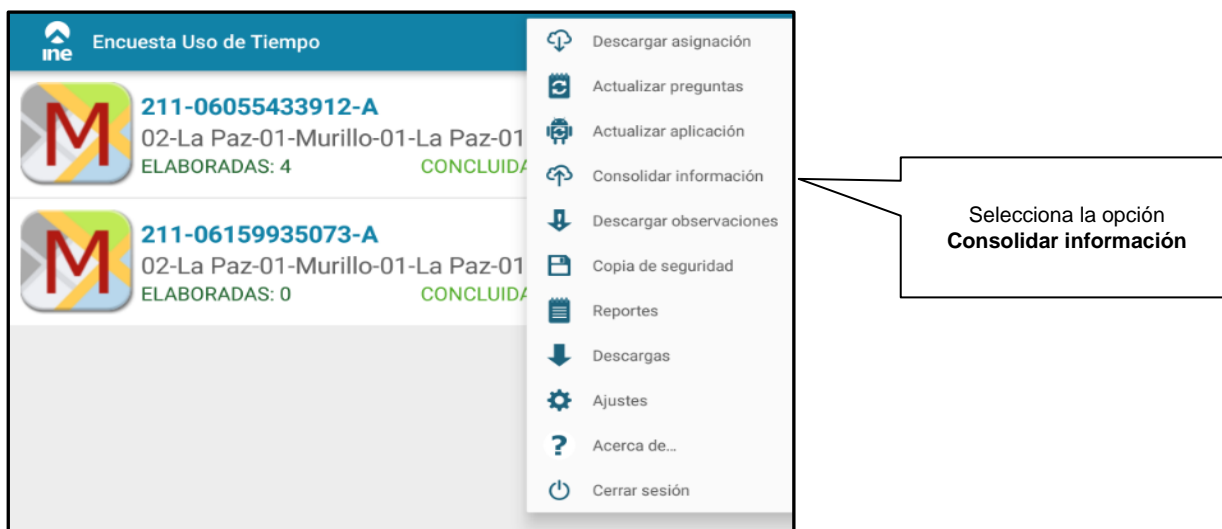 ine
Encuesta Uso de Tiempo
M
211-06055433912-A
02-La Paz-01-Murillo-01-La Paz-01
ELABORADAS: 4 CONCLUIDA
M
211-06159935073-A
02-La Paz-01-Murillo-01-La Paz-01
ELABORADAS: 0 CONCLUIDA
Descargar asignación
Actualizar preguntas
Actualizar aplicación
Consolidar información
Descargar observaciones
Copia de seguridad
Reportes
Descargas
Ajustes
? Acerca de...
Cerrar sesión
Selecciona la opción
Consolidar información